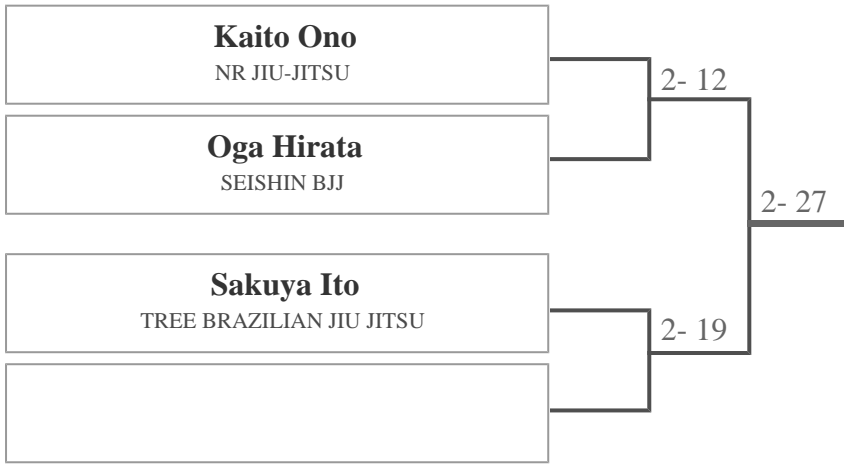 Kaito Ono
NR JIU-JITSU
2- 12
Oga Hirata
SEISHIN BJJ
2- 27
Sakuya Ito
TREE BRAZILIAN JIU JITSU
2- 19